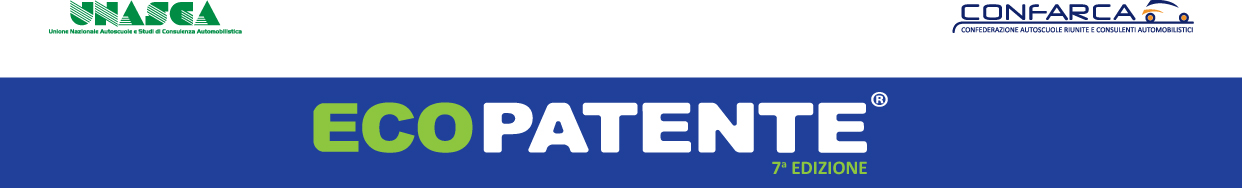 UNASCA
Unione Nazionale Autoscuole e Studi di Consulenza Automobilistica
CONFARCA
CONFEDERAZIONE AUTOSCUOLE RIUNITE E CONSULENTI AUTOMOBILISTICI
ECOPATENTE®
7ª EDIZIONE